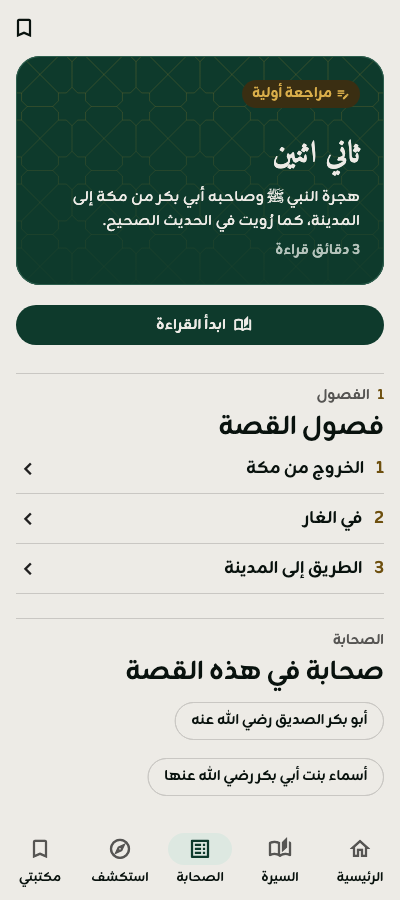 مراجعة أولية
ثاني اثنين
هجرة النبي ﷺ وصاحبه أبي بكر من مكة إلى
المدينة، كما رُويت في الحديث الصحيح.
3 دقائق قراءة
ابدأ القراءة
1 الفصول
فصول القصة
1 الخروج من مكة
2 في الغار
3 الطريق إلى المدينة
الصحابة
صحابة في هذه القصة
أبو بكر الصديق رضي الله عنه
أسماء بنت أبي بكر رضي الله عنها
الرئيسية
السيرة
الصحابة
استكشف
مكتبتي